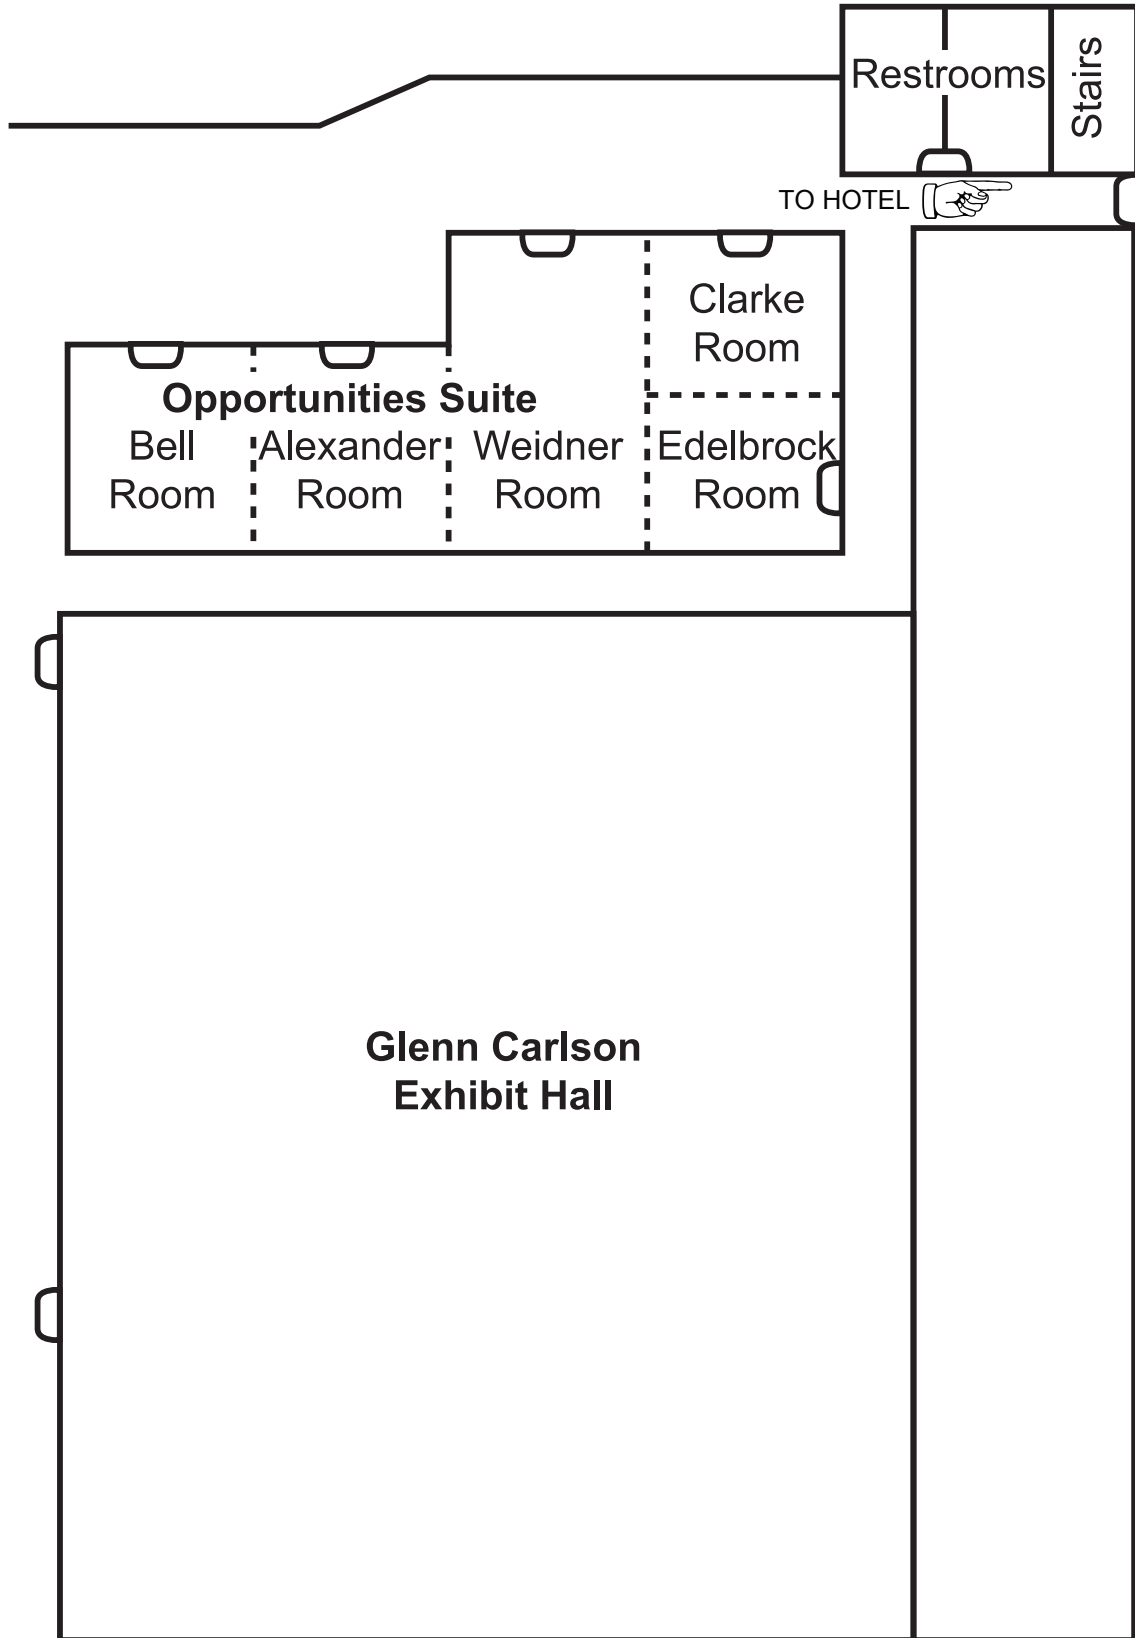 Restrooms
Stairs
TO HOTEL
Clarke
Room
Opportunities Suite
Bell
Room
Alexander
Room
Weidner
Room
Edelbrock
Room
Glenn Carlson
Exhibit Hall